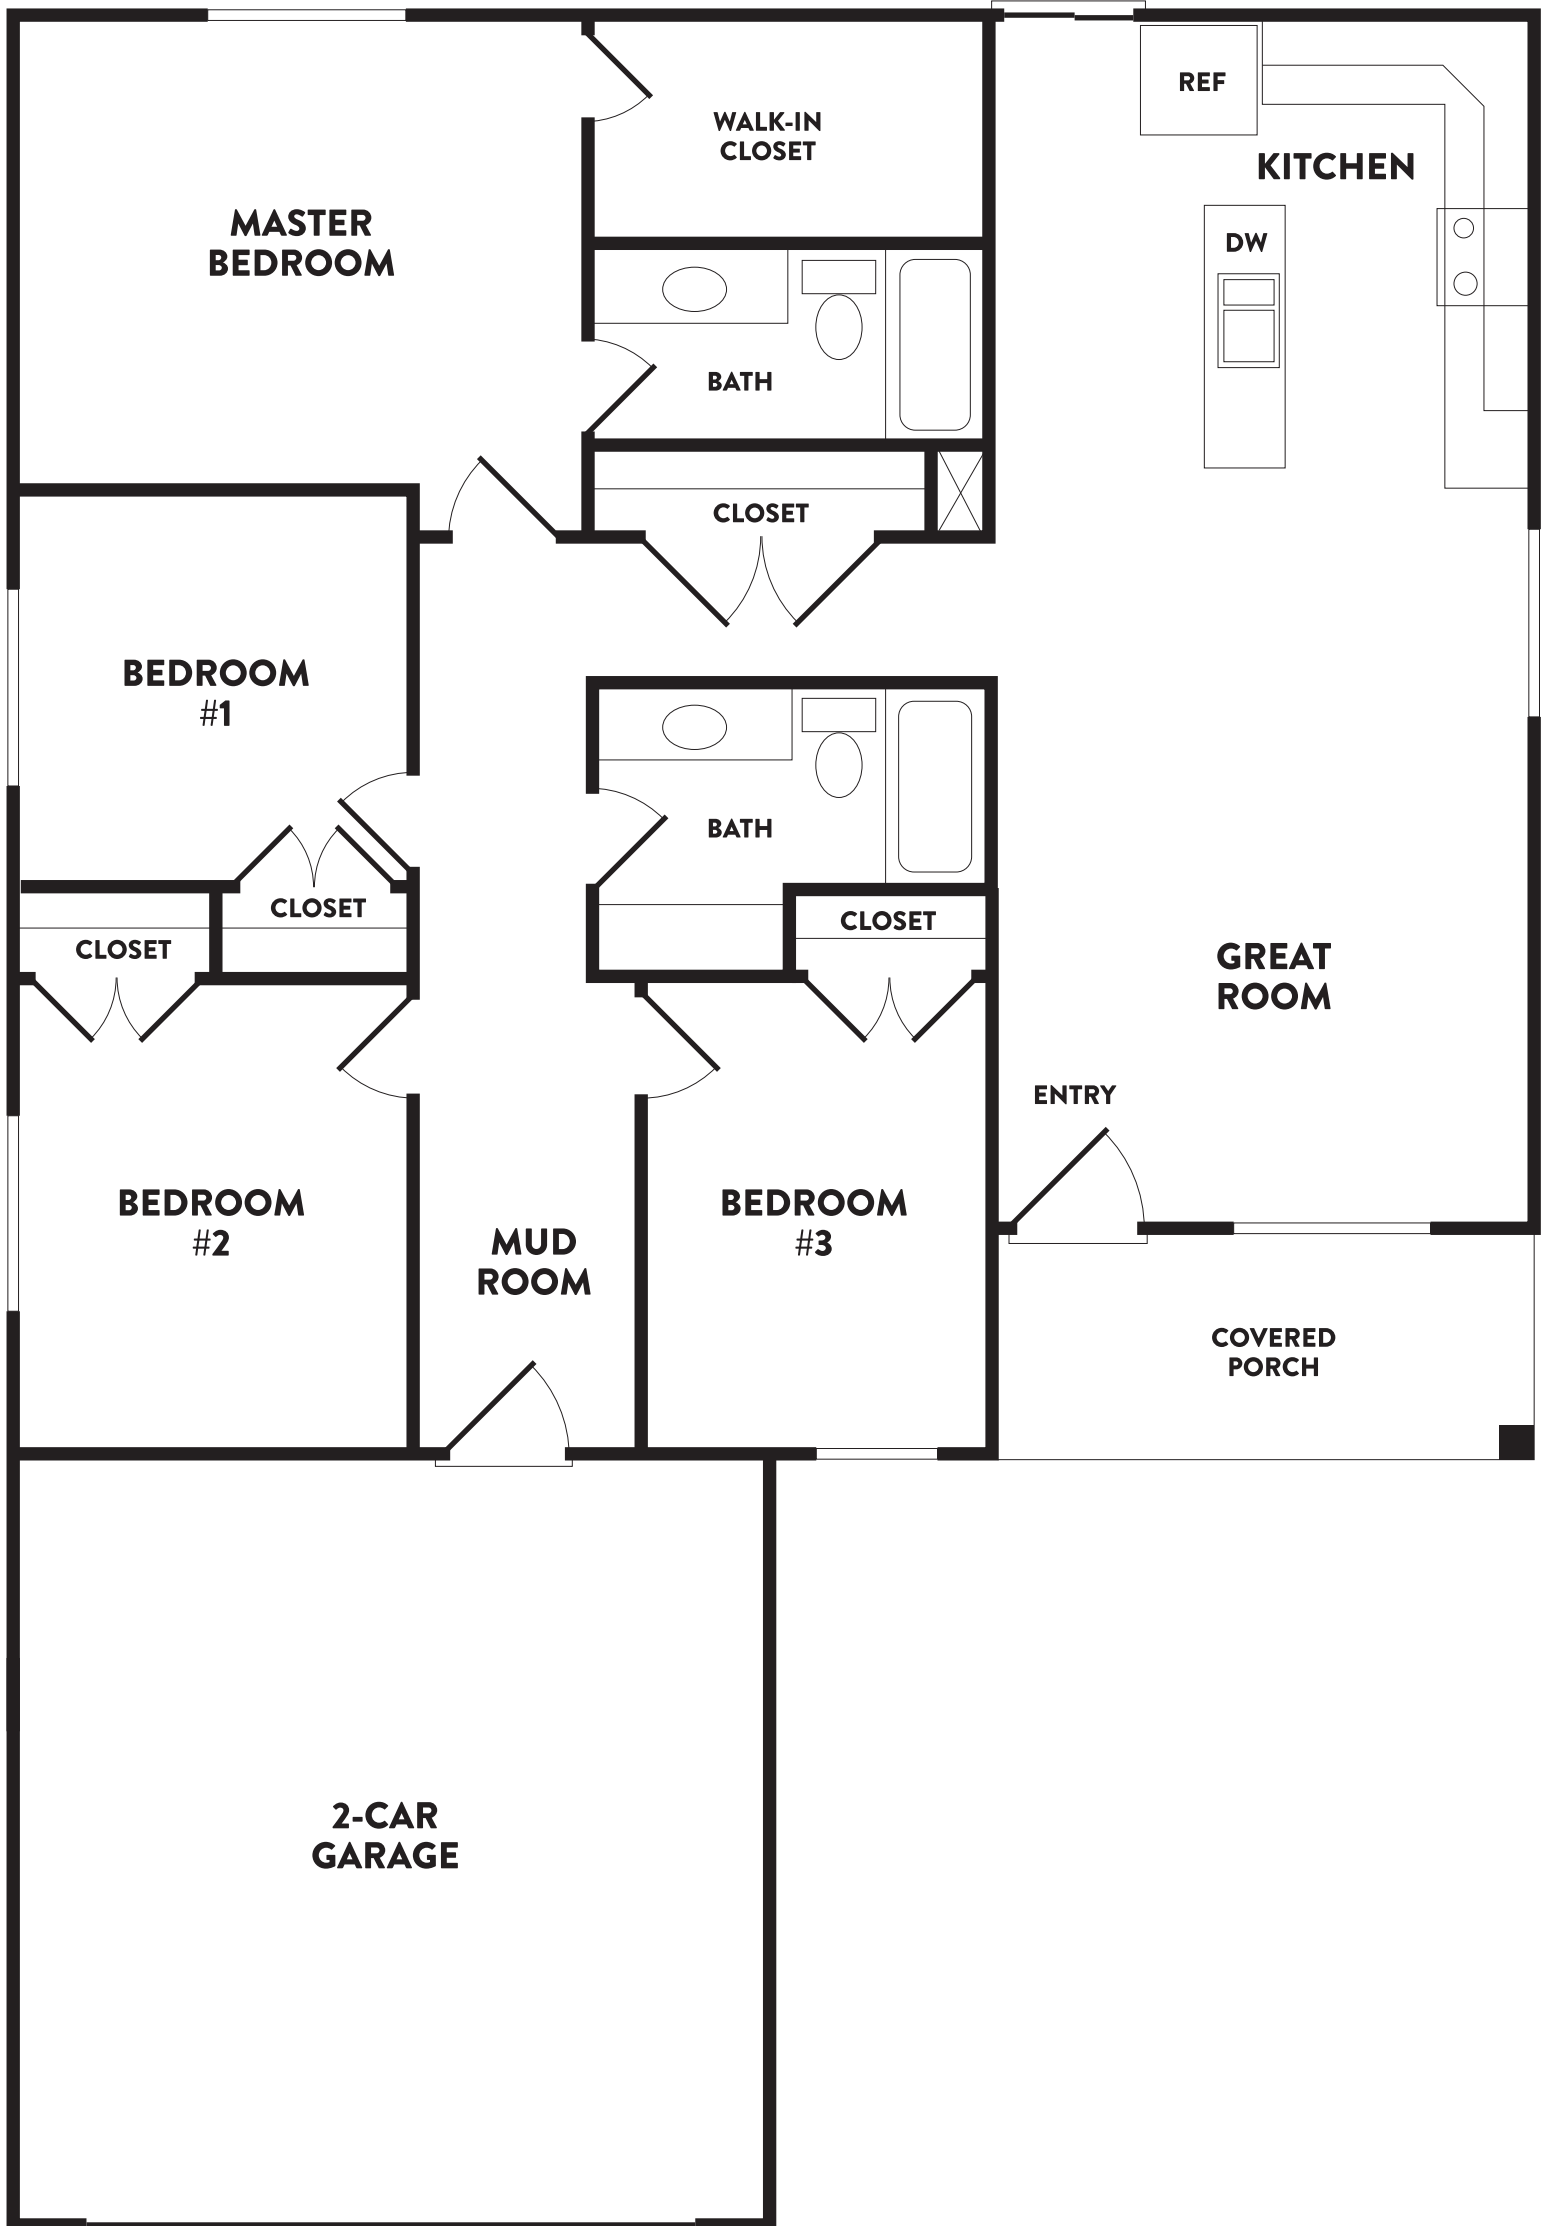 REF
WALK-IN
CLOSET
KITCHEN
MASTER
BEDROOM
DW
BATH
CLOSET
BEDROOM
#1
BATH
CLOSET
CLOSET
CLOSET
GREAT
ROOM
ENTRY
BEDROOM
#2
MUD
ROOM
BEDROOM
#3
COVERED
PORCH
2-CAR
GARAGE